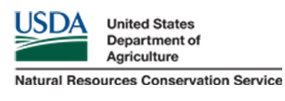 USDA
United States
Department of
Agriculture
Natural Resources Conservation Service